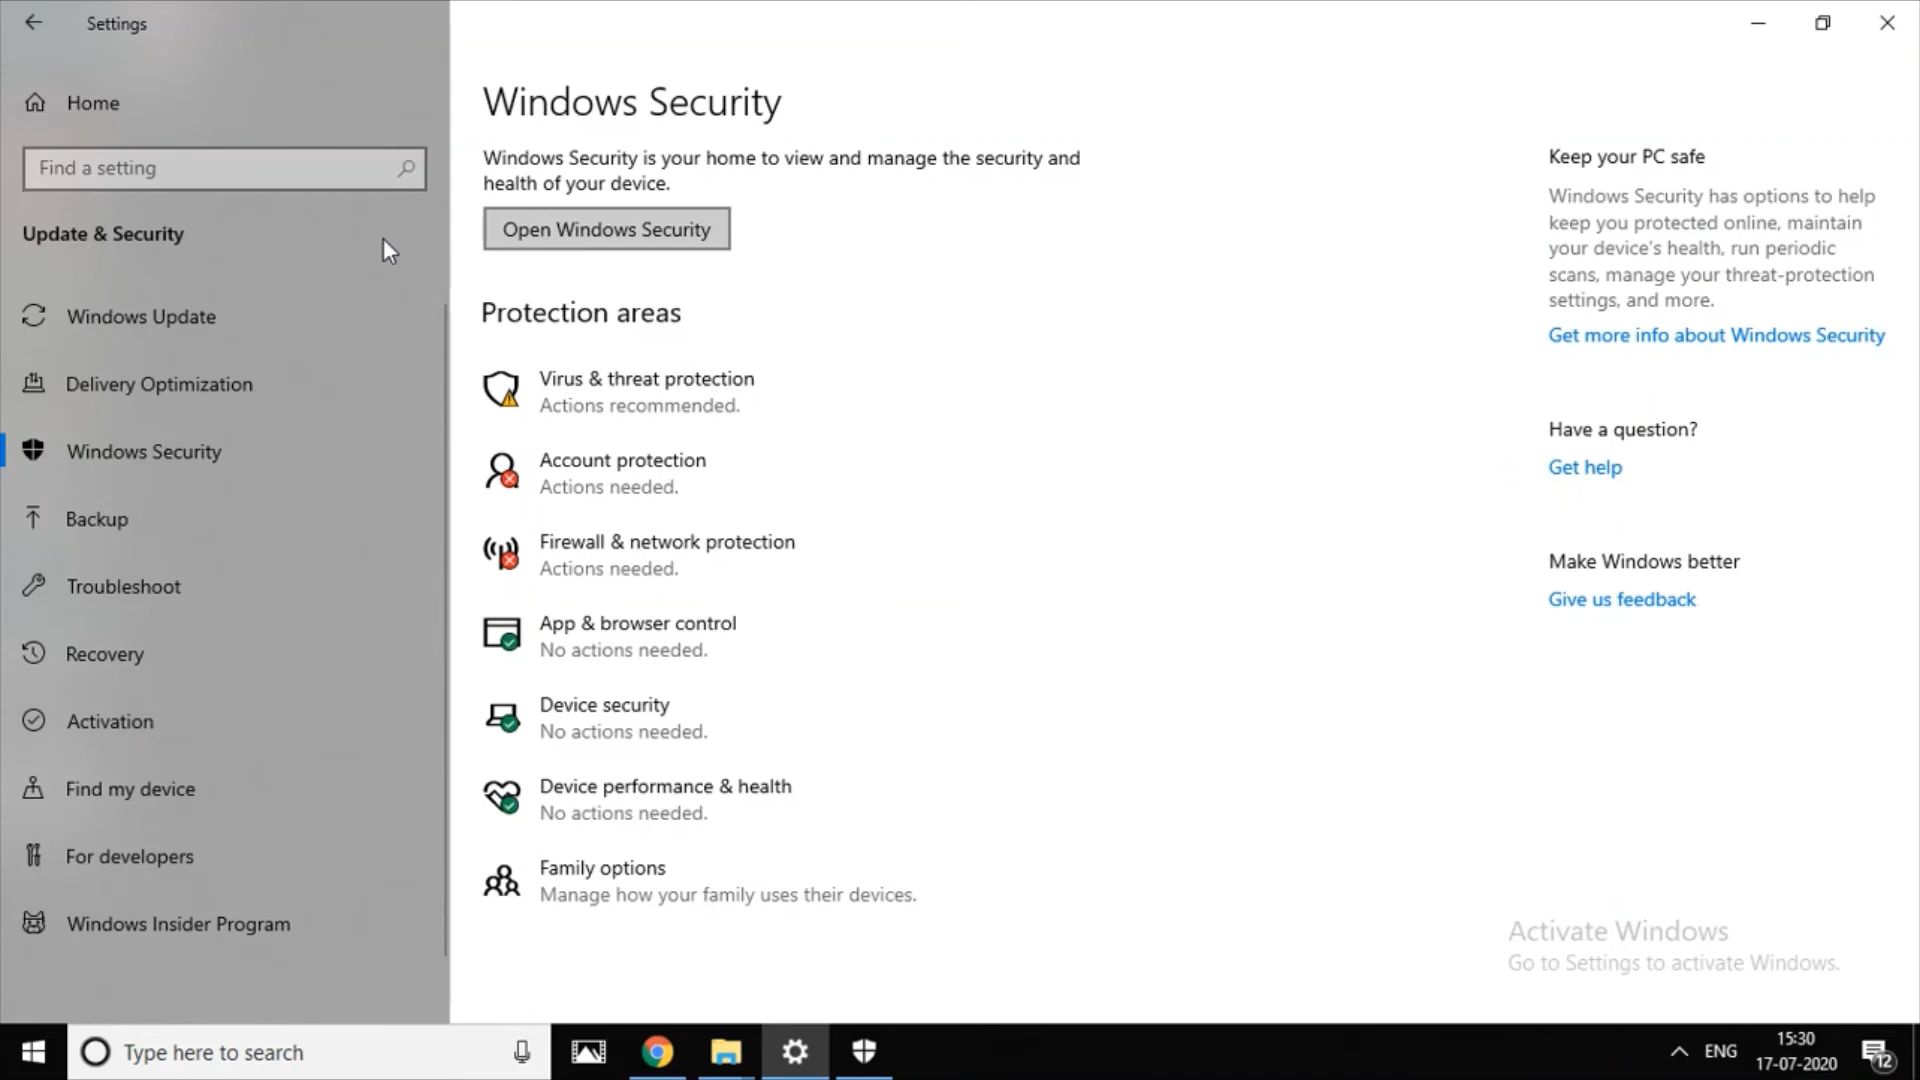 Settings
Home
Find a setting
Update & Security
Windows Update
Delivery Optimization
Windows Security
Backup
Troubleshoot
Recovery
Activation
Find my device
For developers
Windows Insider Program
Windows Security
Windows Security is your home to view and manage the security and
health of your device.
Open Windows Security
Protection areas
Virus & threat protection
Actions recommended.
Account protection
Actions needed.
Firewall & network protection
Actions needed.
App & browser control
No actions needed.
Device security
No actions needed.
Device performance & health
No actions needed.
Family options
Manage how your family uses their devices.
Keep your PC safe
Windows Security has options to help
keep you protected online, maintain
your device's health, run periodic
scans, manage your threat-protection
settings, and more.
Get more info about Windows Security
Have a question?
Get help
Make Windows better
Give us feedback
Activate Windows
Go to Settings to activate Windows.
Type here to search
ENG
15:30
17-07-2020
12